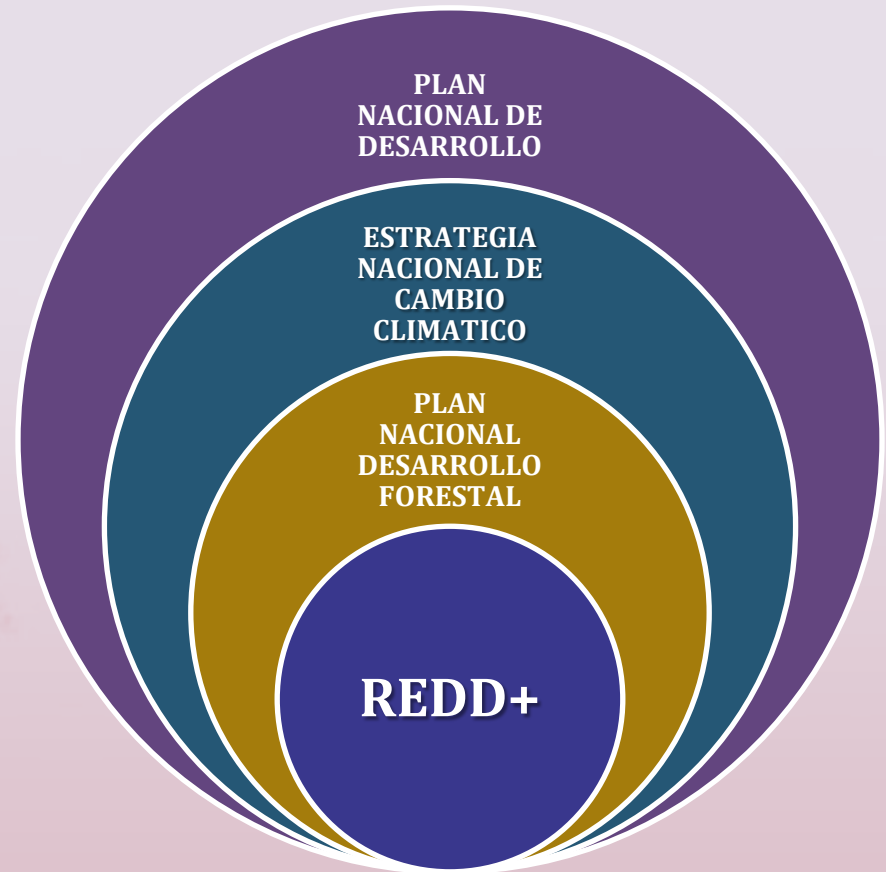 PLAN
NACIONAL DE
DESARROLLO
ESTRATEGIA
NACIONAL DE
CAMBIO
CLIMATICO
PLAN
NACIONAL
DESARROLLO
FORESTAL
REDD+